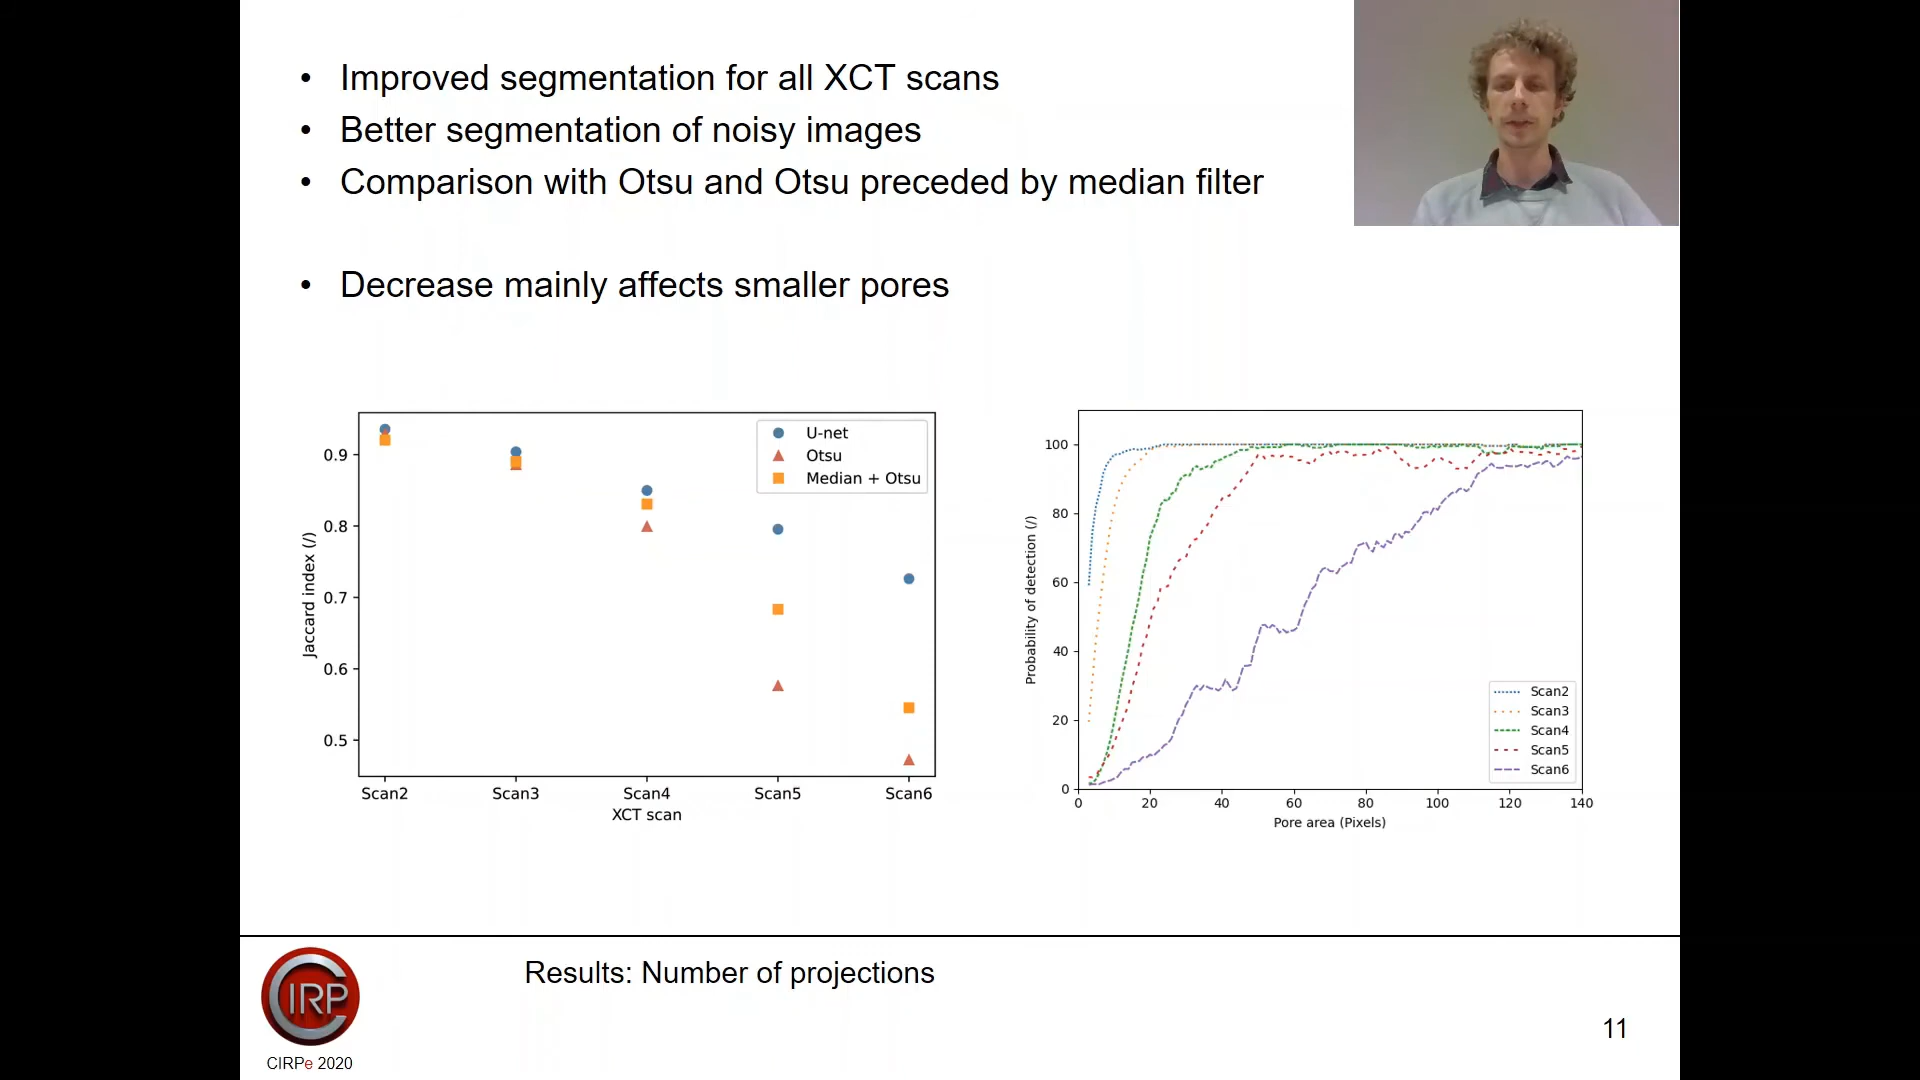 • Improved segmentation for all XCT scans
• Better segmentation of noisy images
• Comparison with Otsu and Otsu preceded by median filter
• Decrease mainly affects smaller pores
U-net
Otsu
Median + Otsu
0.9
0.8
0.7
0.6
0.5
Jaccard index (/)
Scan2 Scan3 Scan4 Scan5 Scan6
XCT scan
100
80
60
40
20
0
Probability of detection (/)
Scan2
Scan3
Scan4
Scan5
Scan6
0 20 40 60 80 100 120 140
Pore area (Pixels)
CIRP
CIRPe 2020
Results: Number of projections
11